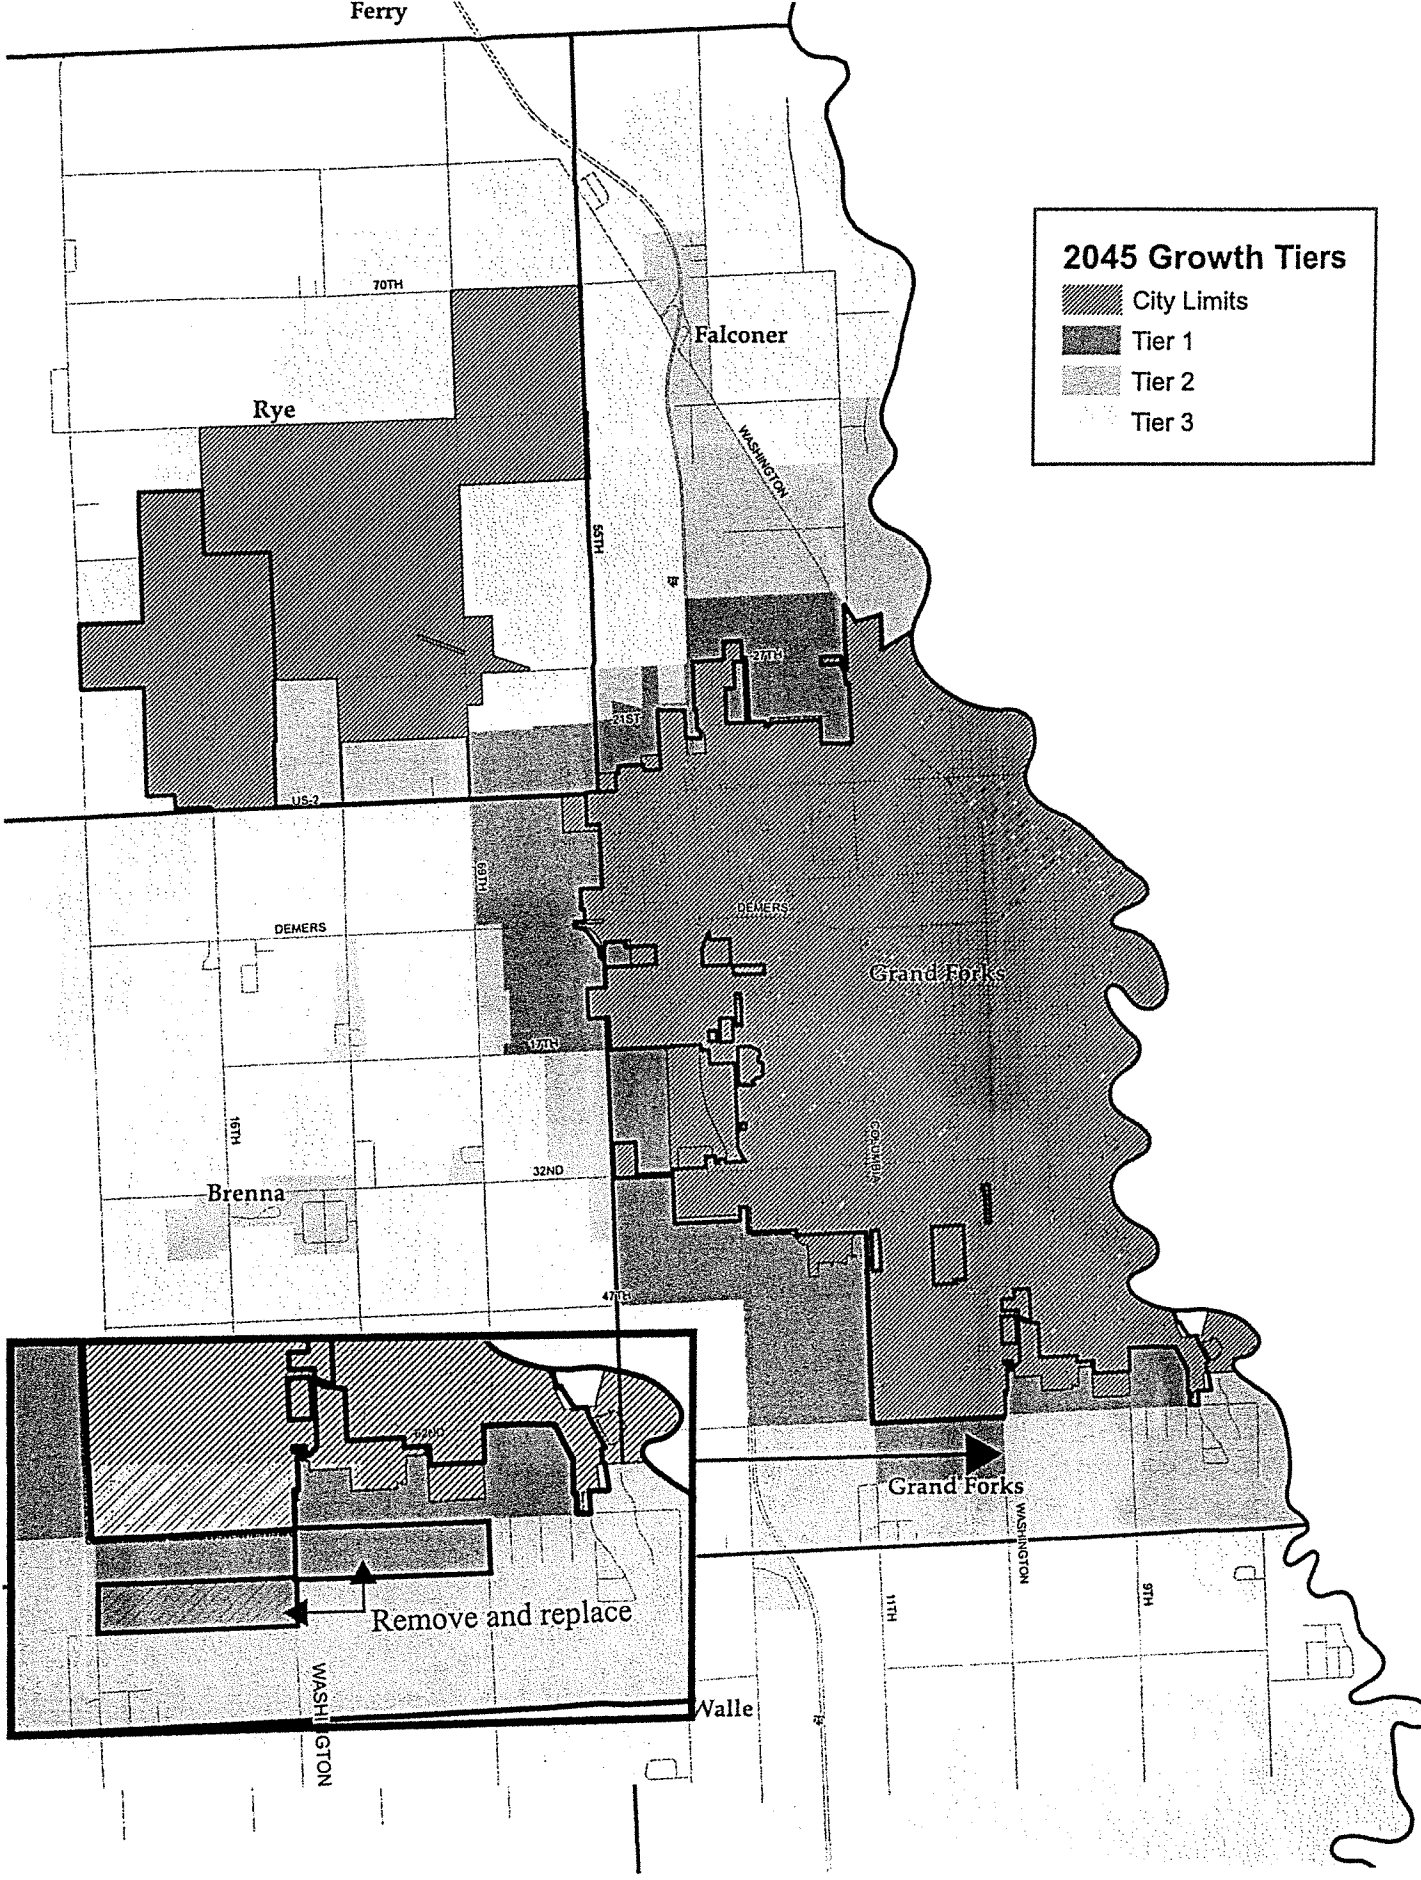 Ferry
2045 Growth Tiers
City Limits
Tier 1
Tier 2
Tier 3
70TH
Falconer
Rye
WASHINGTON
55TH
27TH
21ST
US-2
69TH
DEMERS
DEMERS
Grand Forks
17TH
16TH
COLUMBIA
32ND
Brenna
47TH
62ND
Grand Forks
WASHINGTON
11TH
9TH
Remove and replace
WASHINGTON
Walle